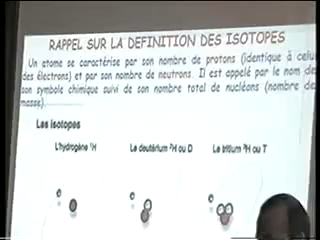 RAPPEL SUR LA DEFINITION DES ISOTOPES
Un atome se caractérise par son nombre de protons (identique à celui
des électrons) et par son nombre de neutrons. Il est appelé par le nom de
son symbole chimique suivi de son nombre total de nucléons (nombre de
masse).
Les isotopes
L'hydrogène ¹H Le deutérium ²H ou D Le tritium ³H ou T